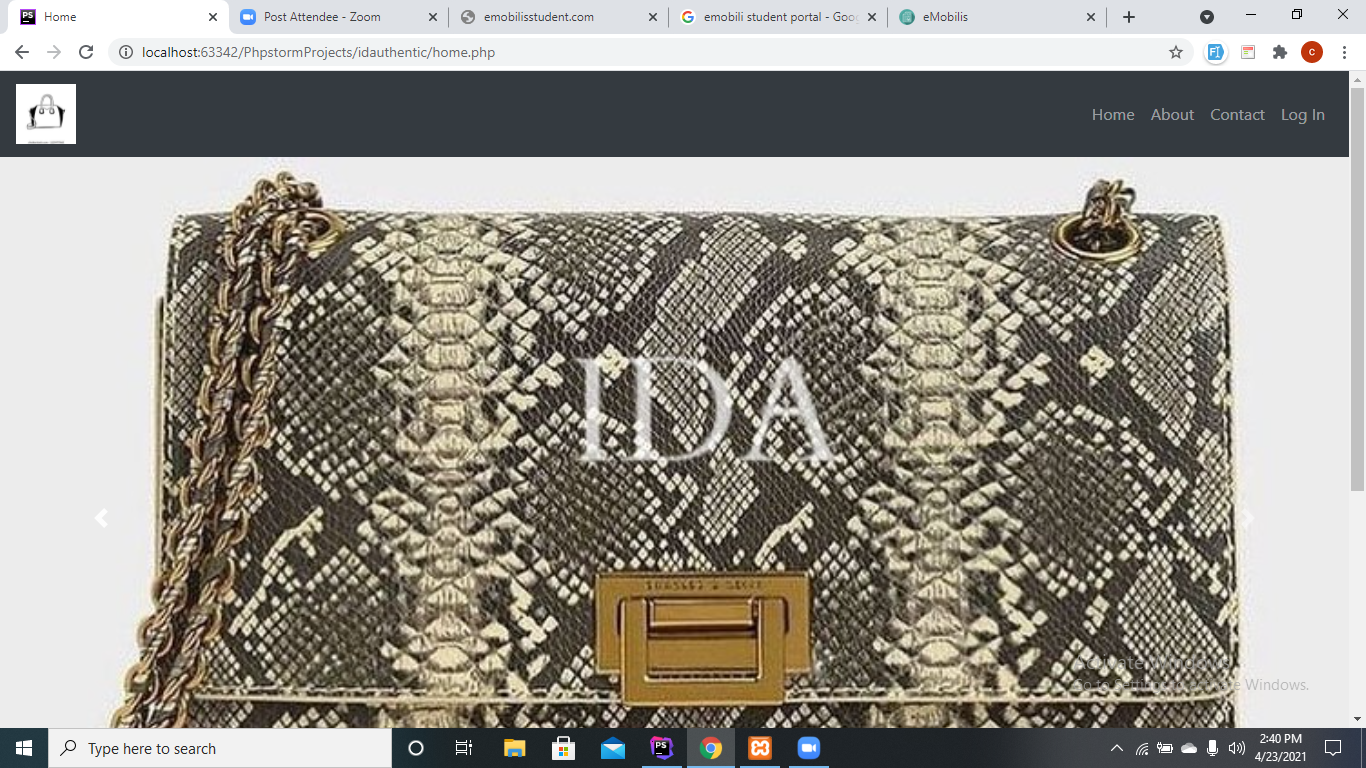 Home
Post Attendee - Zoom
emobilisstudent.com
emobili student portal - Goo
eMobilis
localhost:63342/PhpstormProjects/idauthentic/home.php
c
Home About Contact Log In
IDA
Activate Windows
Go to Settings to activate Windows.
Type here to search
PS
2:40 PM
4/23/2021